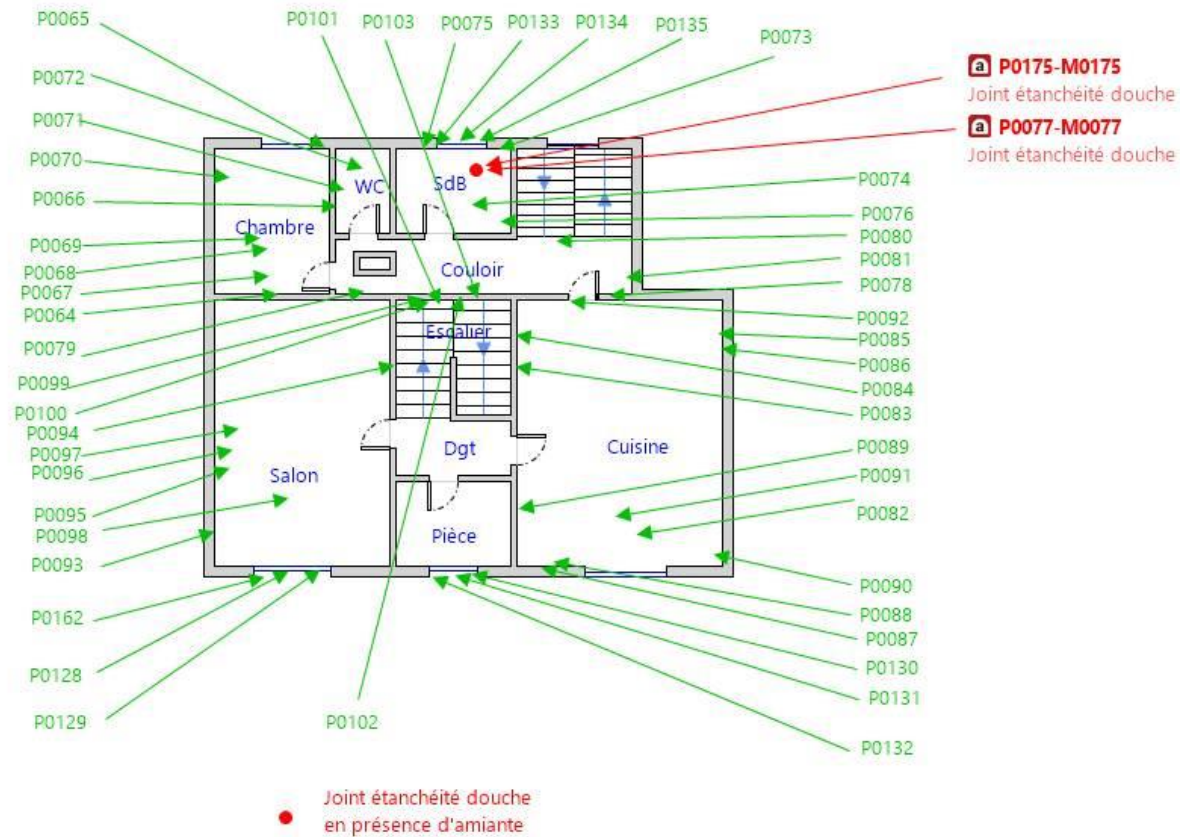 P0065
P0101
P0103
P0075
P0133
P0134
P0135
P0073
P0072
P0071
P0070
P0066
P0069
P0068
P0067
P0064
P0079
P0099
P0100
P0094
P0097
P0096
P0095
P0098
P0093
P0162
P0128
P0129
P0102
a P0175-M0175
Joint étanchéité douche
a P0077-M0077
Joint étanchéité douche
P0074
P0076
P0080
P0081
P0078
P0092
P0085
P0086
P0084
P0083
P0089
P0091
P0082
P0090
P0088
P0087
P0130
P0131
P0132
WC
SdB
Chambre
Couloir
Escalier
Dgt
Cuisine
Salon
Pièce
Joint étanchéité douche
en présence d'amiante